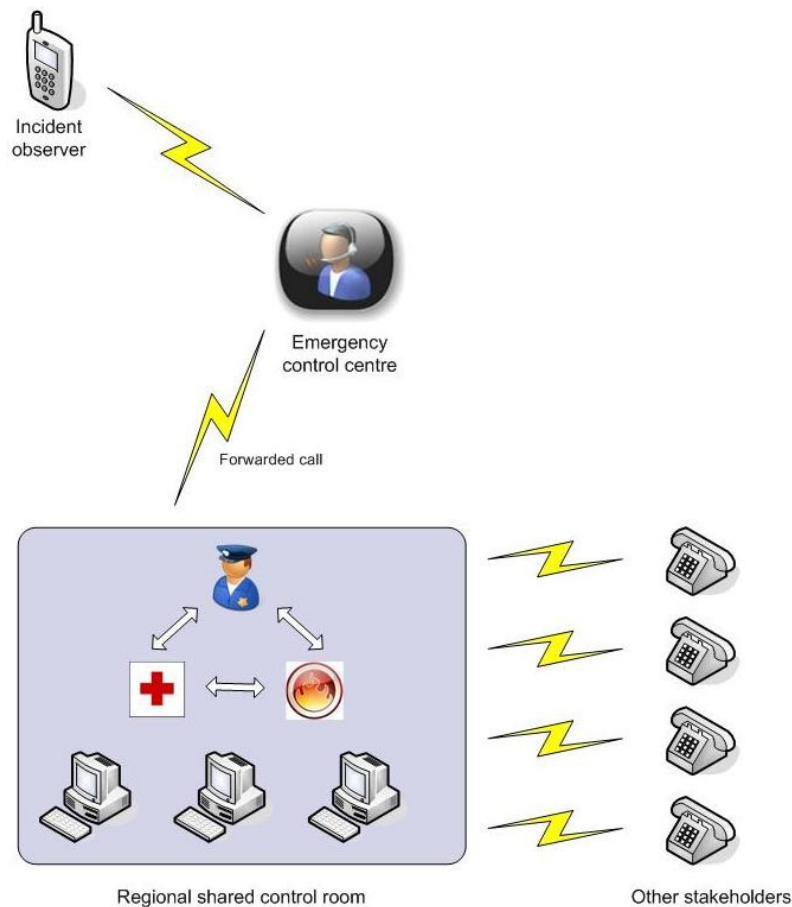 Incident
observer
Emergency
control centre
Forwarded call
Regional shared control room
Other stakeholders